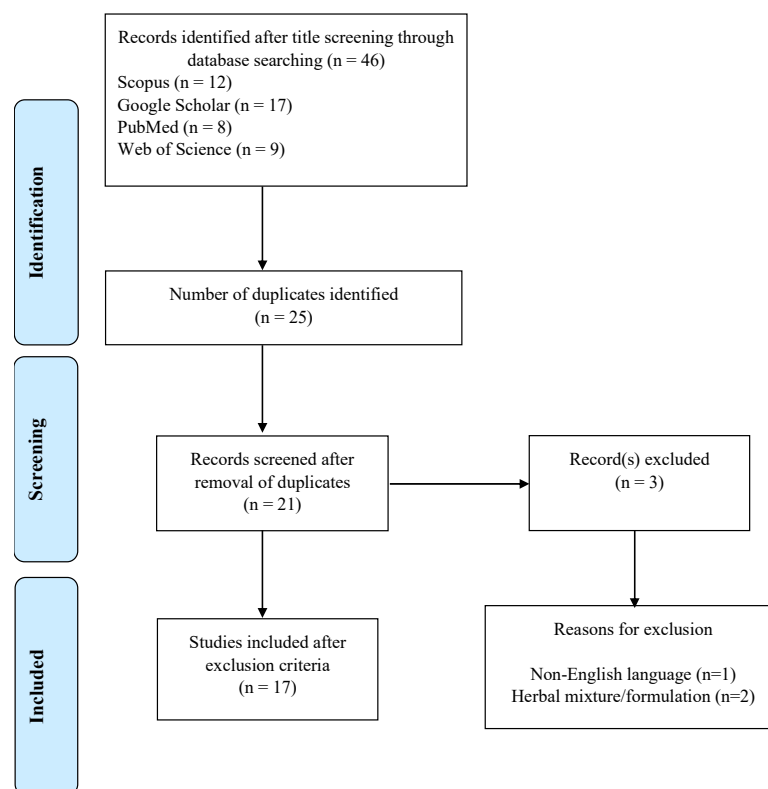 Records identified after title screening through
database searching (n = 46)
Scopus (n = 12)
Google Scholar (n = 17)
PubMed (n = 8)
Web of Science (n = 9)
Identification
Number of duplicates identified
(n = 25)
Screening
Records screened after
removal of duplicates
(n = 21)
Record(s) excluded
(n = 3)
Included
Studies included after
exclusion criteria
(n = 17)
Reasons for exclusion
Non-English language (n=1)
Herbal mixture/formulation (n=2)